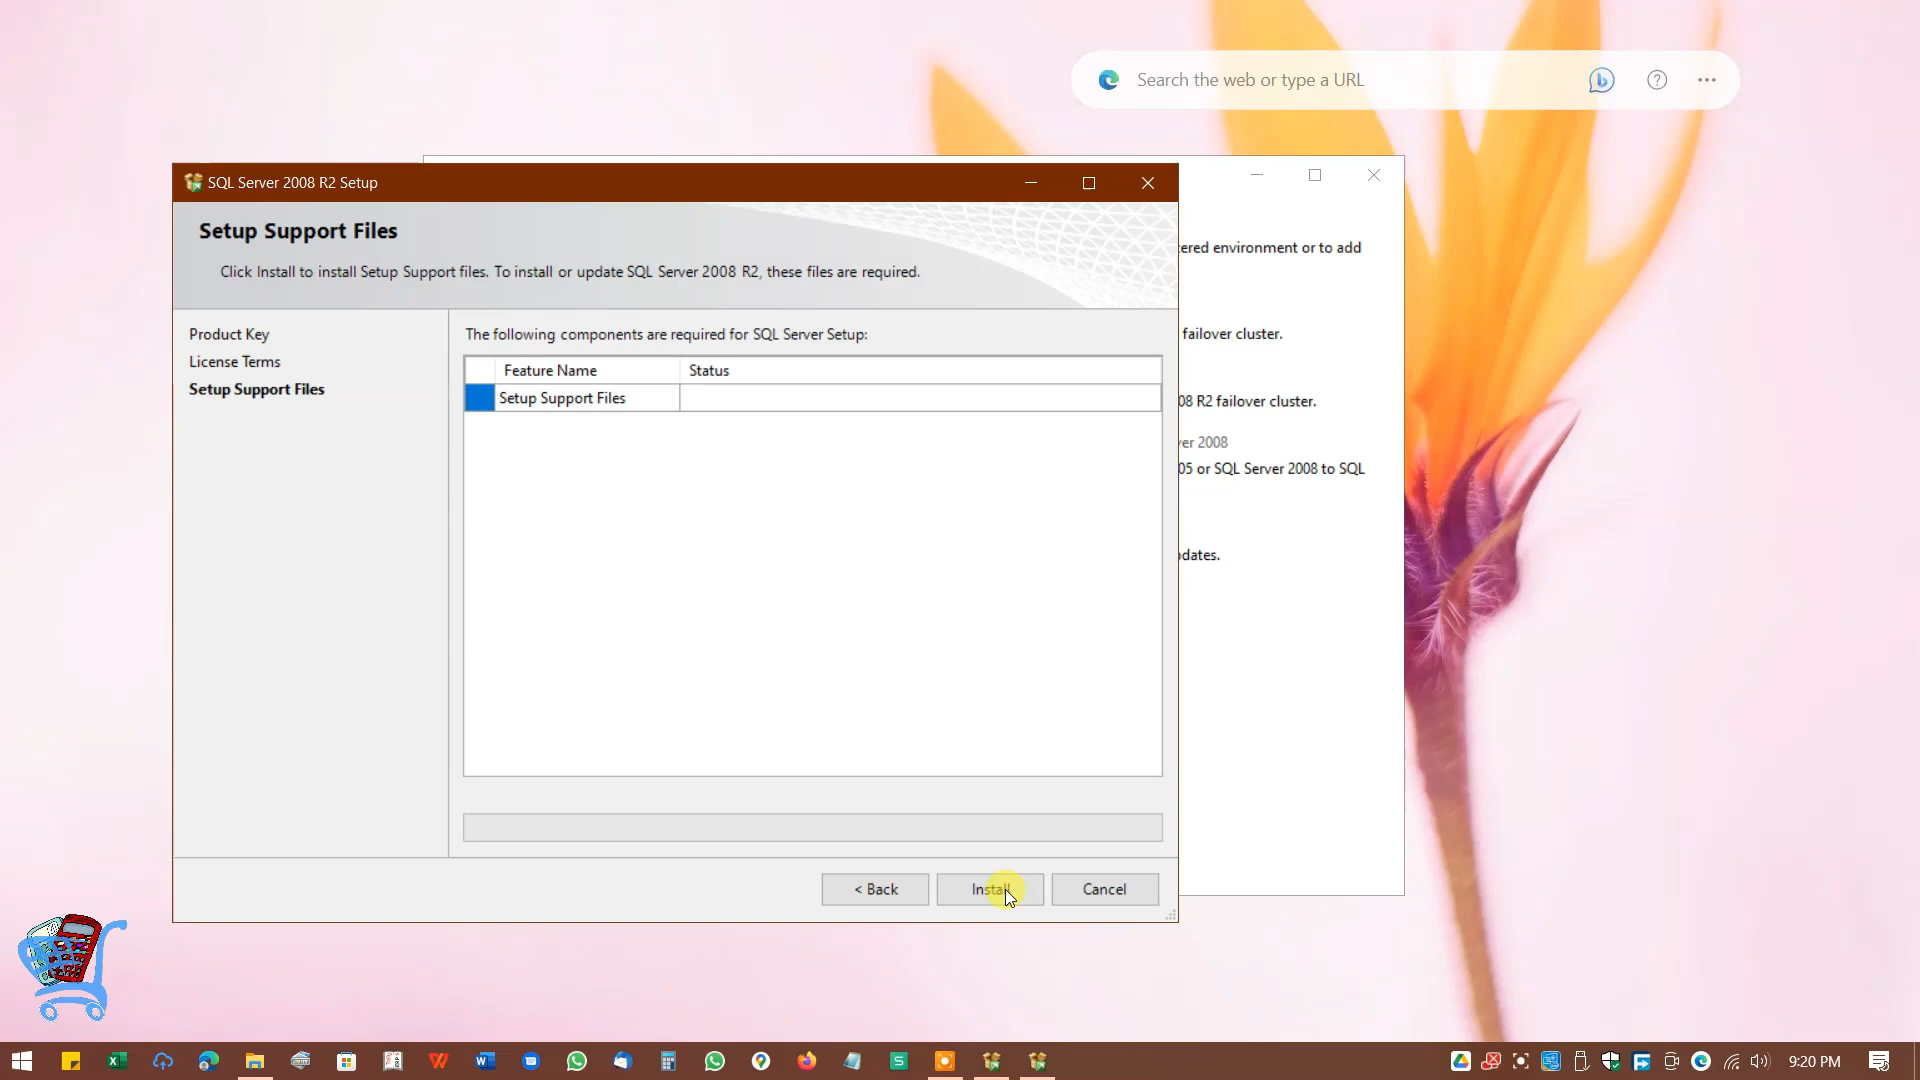 Search the web or type a URL
SQL Server 2008 R2 Setup
Setup Support Files
Click Install to install Setup Support files. To install or update SQL Server 2008 R2, these files are required.
Product Key
License Terms
Setup Support Files
The following components are required for SQL Server Setup:
Feature Name Status
Setup Support Files
< Back Install Cancel
tered environment or to add
failover cluster.
08 R2 failover cluster.
ver 2008
05 or SQL Server 2008 to SQL
pdates.
9:20 PM